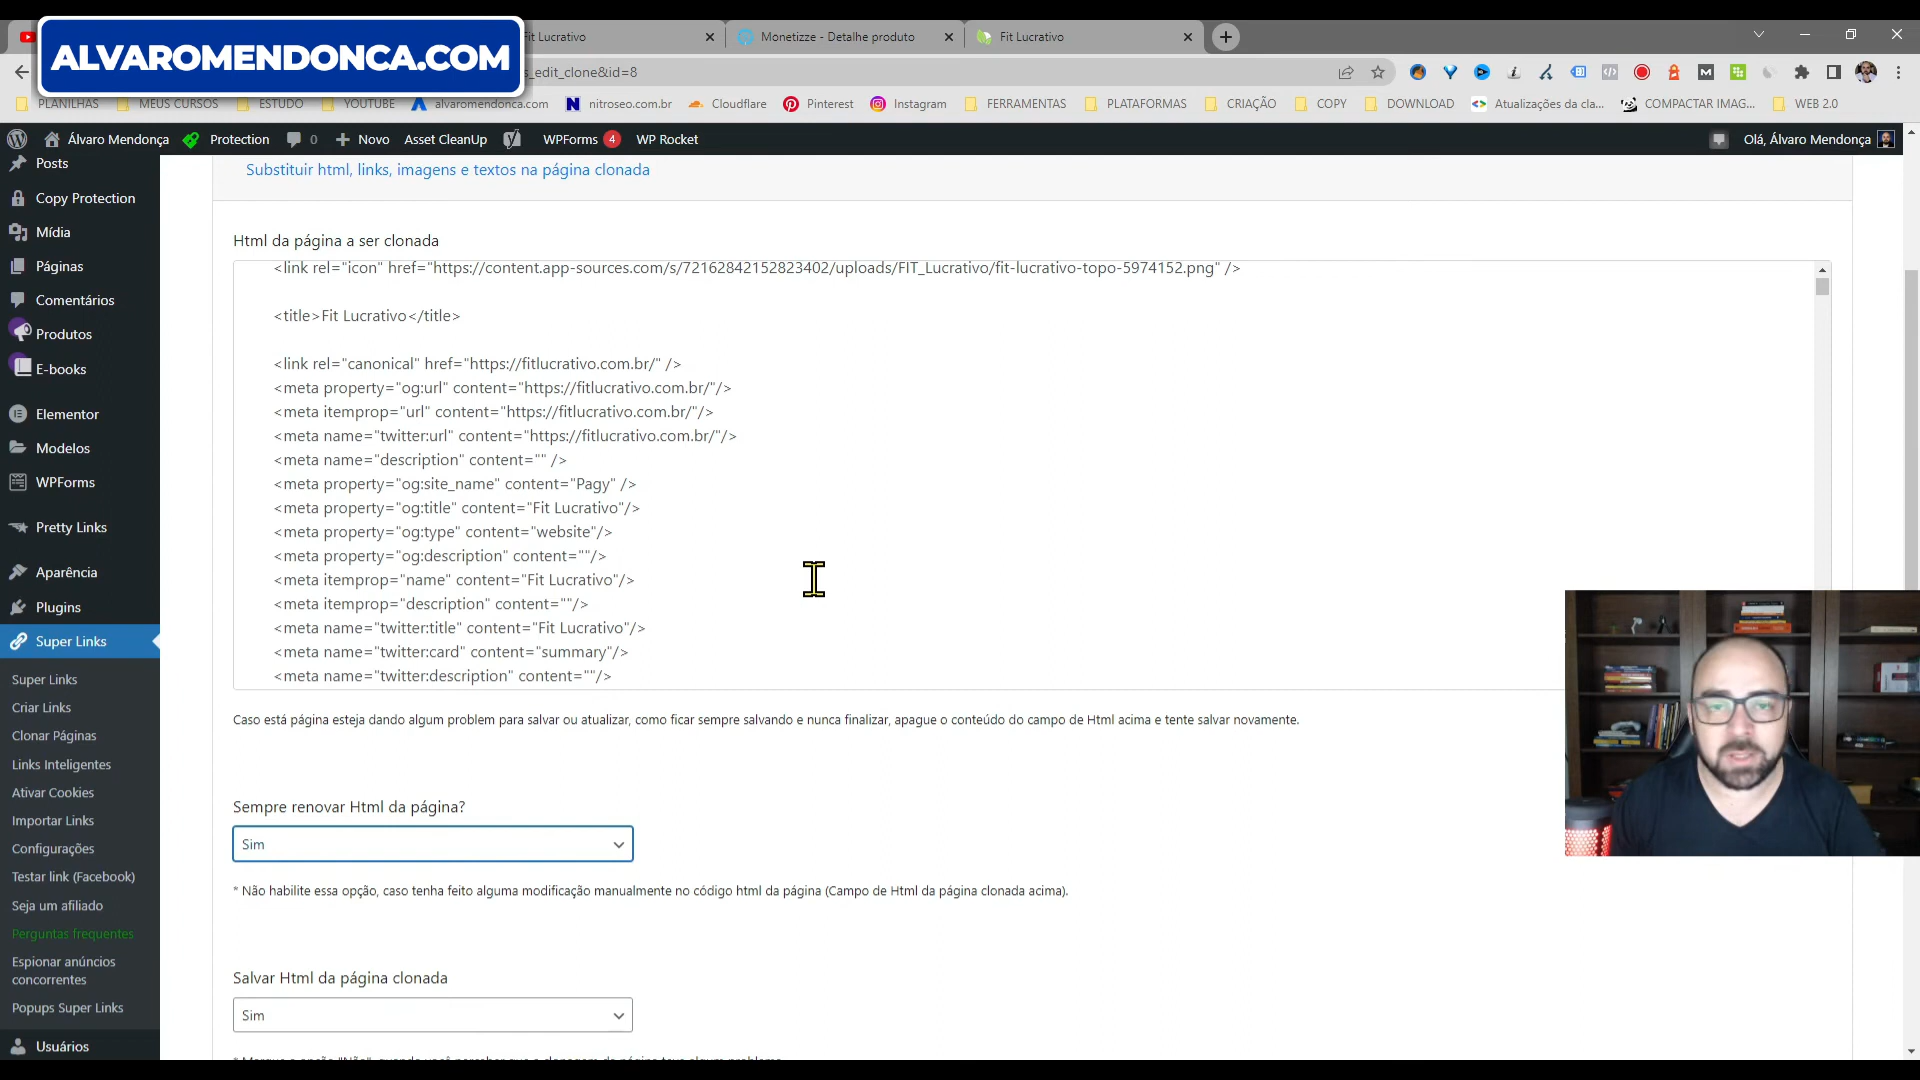 ALVAROMENDONCA.COM
Fit Lucrativo
Monetizze - Detalhe produto
Fit Lucrativo
s_edit_clone&id=8
PLANILHAS
MEUS CURSOS
ESTUDO
YOUTUBE
alvaromendonca.com
nitroseo.com.br
Cloudflare
Pinterest
Instagram
FERRAMENTAS
PLATAFORMAS
CRIAÇÃO
COPY
DOWNLOAD
Atualizações da cla...
COMPACTAR IMAG...
WEB 2.0
Álvaro Mendonça
Protection
0
Novo
Asset CleanUp
WPForms 4
WP Rocket
Olá, Álvaro Mendonça
Posts
Copy Protection
Mídia
Páginas
Comentários
Produtos
E-books
Elementor
Modelos
WPForms
Pretty Links
Aparência
Plugins
Super Links
Super Links
Criar Links
Clonar Páginas
Links Inteligentes
Ativar Cookies
Importar Links
Configurações
Testar link (Facebook)
Seja um afiliado
Perguntas frequentes
Espionar anúncios
concorrentes
Popups Super Links
Usuários
Substituir html, links, imagens e textos na página clonada
Html da página a ser clonada
<link rel="icon" href="https://content.app-sources.com/s/72162842152823402/uploads/FIT_Lucrativo/fit-lucrativo-topo-5974152.png" />
<title>Fit Lucrativo</title>
<link rel="canonical" href="https://fitlucrativo.com.br/" />
<meta property="og:url" content="https://fitlucrativo.com.br/"/>
<meta itemprop="url" content="https://fitlucrativo.com.br/"/>
<meta name="twitter:url" content="https://fitlucrativo.com.br/"/>
<meta name="description" content="" />
<meta property="og:site_name" content="Pagy" />
<meta property="og:title" content="Fit Lucrativo"/>
<meta property="og:type" content="website"/>
<meta property="og:description" content=""/>
<meta itemprop="name" content="Fit Lucrativo"/>
<meta itemprop="description" content=""/>
<meta name="twitter:title" content="Fit Lucrativo"/>
<meta name="twitter:card" content="summary"/>
<meta name="twitter:description" content=""/>
Caso está página esteja dando algum problem para salvar ou atualizar, como ficar sempre salvando e nunca finalizar, apague o conteúdo do campo de Html acima e tente salvar novamente.
Sempre renovar Html da página?
Sim
* Não habilite essa opção, caso tenha feito alguma modificação manualmente no código html da página (Campo de Html da página clonada acima).
Salvar Html da página clonada
Sim